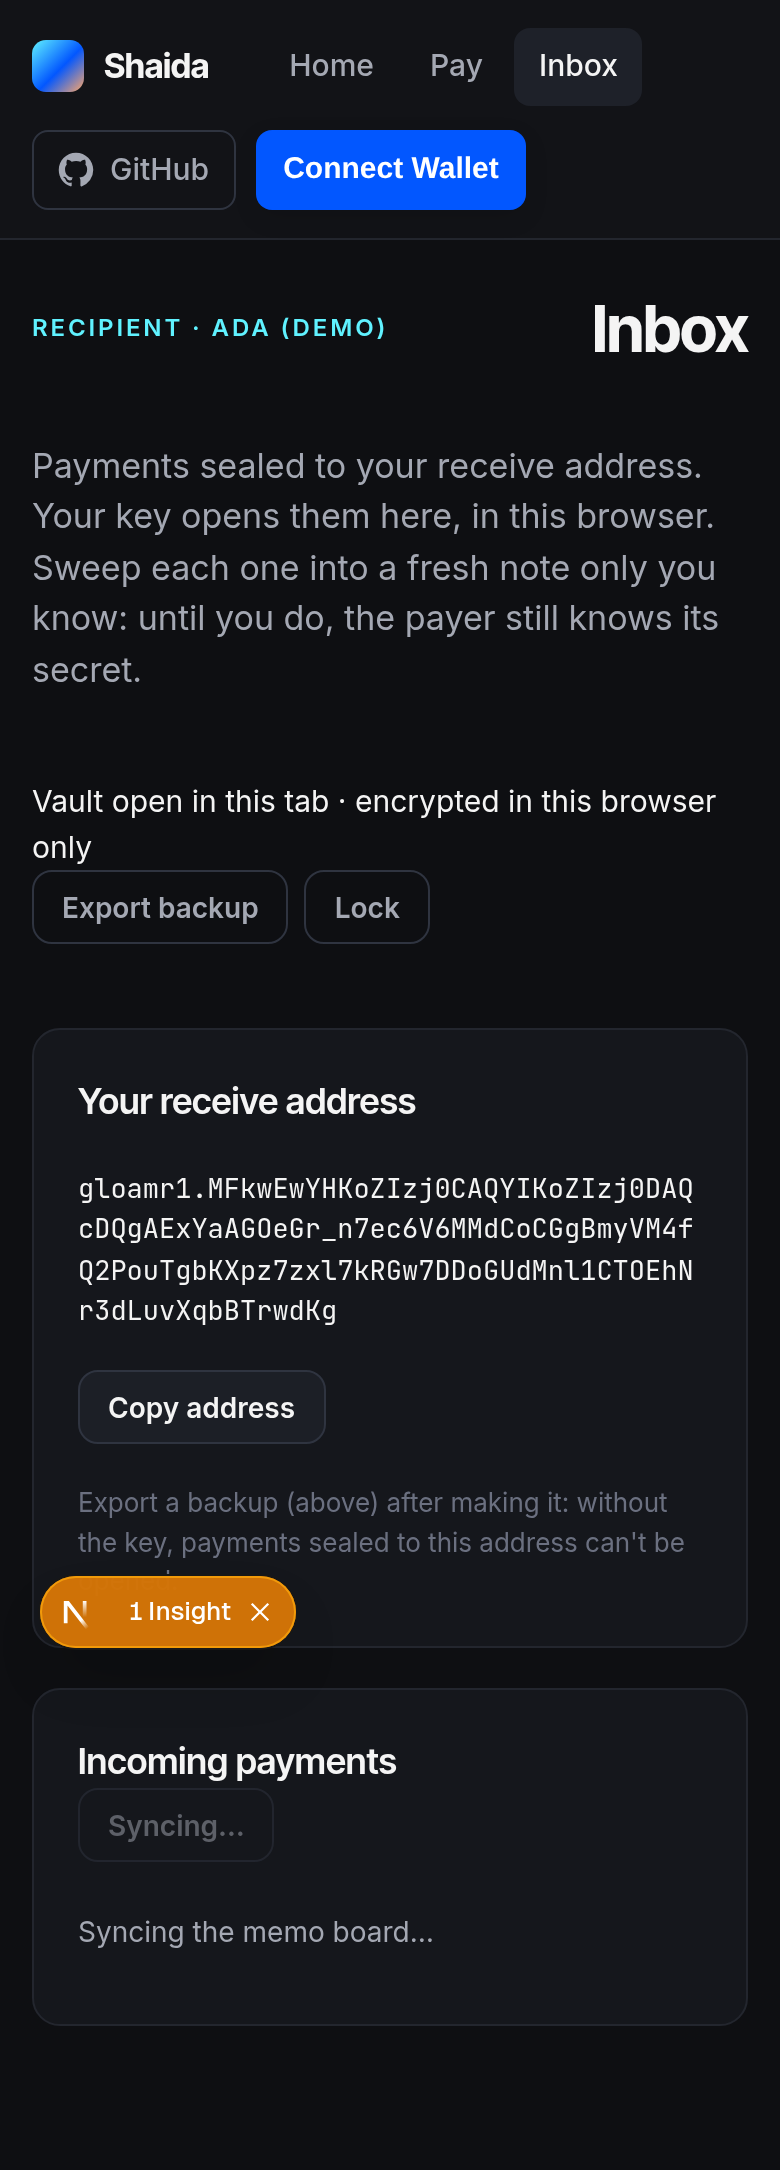 Shaida
Home
Pay
Inbox
GitHub
Connect Wallet
RECIPIENT · ADA (DEMO)
Inbox
Payments sealed to your receive address.
Your key opens them here, in this browser.
Sweep each one into a fresh note only you
know: until you do, the payer still knows its
secret.
Vault open in this tab · encrypted in this browser
only
Export backup
Lock
Your receive address
gloamr1.MFkwEwYHKoZIzj0CAQYIKoZIzj0DAQ
cDQgAExYaAGOeGr_n7ec6V6MMdCoCGgBmyVM4f
Q2PouTgbKXpz7zxl7kRGw7DDoGUdMnl1CTOEhN
r3dLuvXqbBTrwdKg
Copy address
Export a backup (above) after making it: without
the key, payments sealed to this address can't be
1 Insight
Incoming payments
Syncing...
Syncing the memo board...